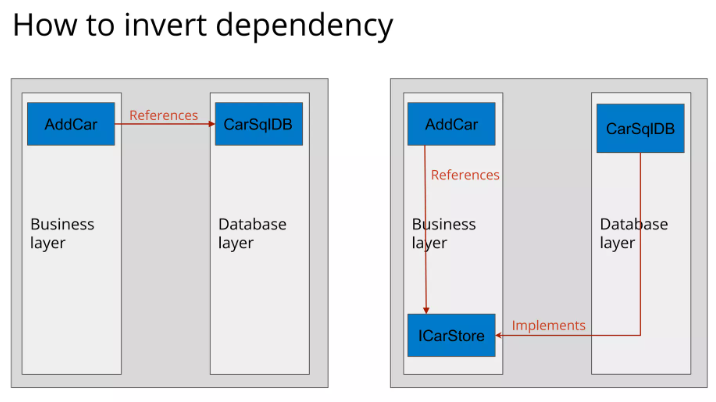 How to invert dependency
AddCar
References
CarSqlDB
Business
layer
Database
layer
AddCar
CarSqlDB
References
Business
layer
Database
layer
ICarStore
Implements